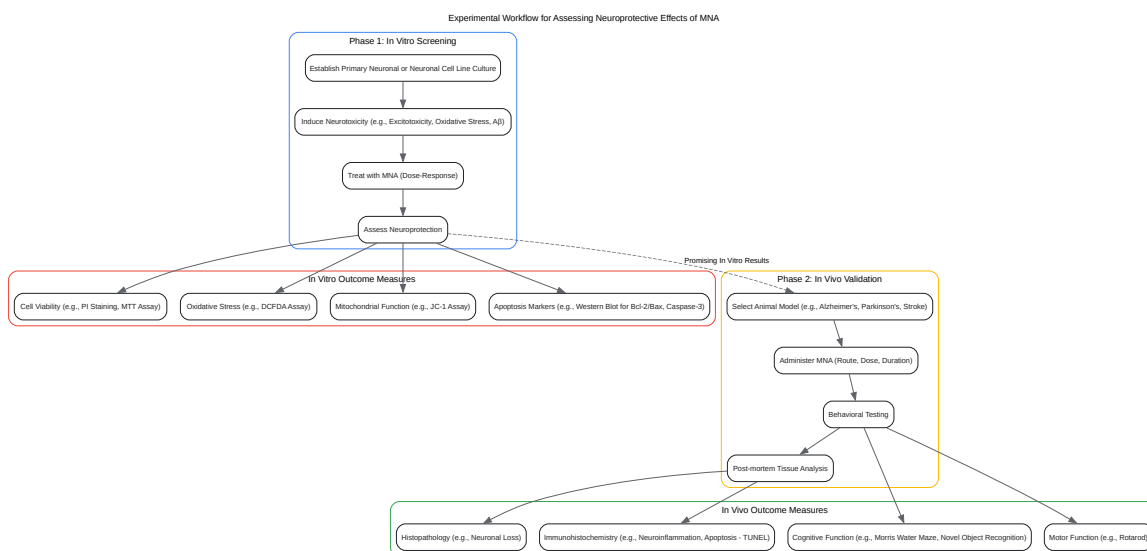 Experimental Workflow for Assessing Neuroprotective Effects of MNA
Phase 1: In Vitro Screening
Establish Primary Neuronal or Neuronal Cell Line Culture
Induce Neurotoxicity (e.g., Excitotoxicity, Oxidative Stress, Aβ)
Treat with MNA (Dose-Response)
Assess Neuroprotection
Promising In Vitro Results
In Vitro Outcome Measures
Cell Viability (e.g., PI Staining, MTT Assay)
Oxidative Stress (e.g., DCFDA Assay)
Mitochondrial Function (e.g., JC-1 Assay)
Apoptosis Markers (e.g., Western Blot for Bcl-2/Bax, Caspase-3)
Phase 2: In Vivo Validation
Select Animal Model (e.g., Alzheimer's, Parkinson's, Stroke)
Administer MNA (Route, Dose, Duration)
Behavioral Testing
Post-mortem Tissue Analysis
In Vivo Outcome Measures
Histopathology (e.g., Neuronal Loss)
Immunohistochemistry (e.g., Neuroinflammation, Apoptosis - TUNEL)
Cognitive Function (e.g., Morris Water Maze, Novel Object Recognition)
Motor Function (e.g., Rotarod)